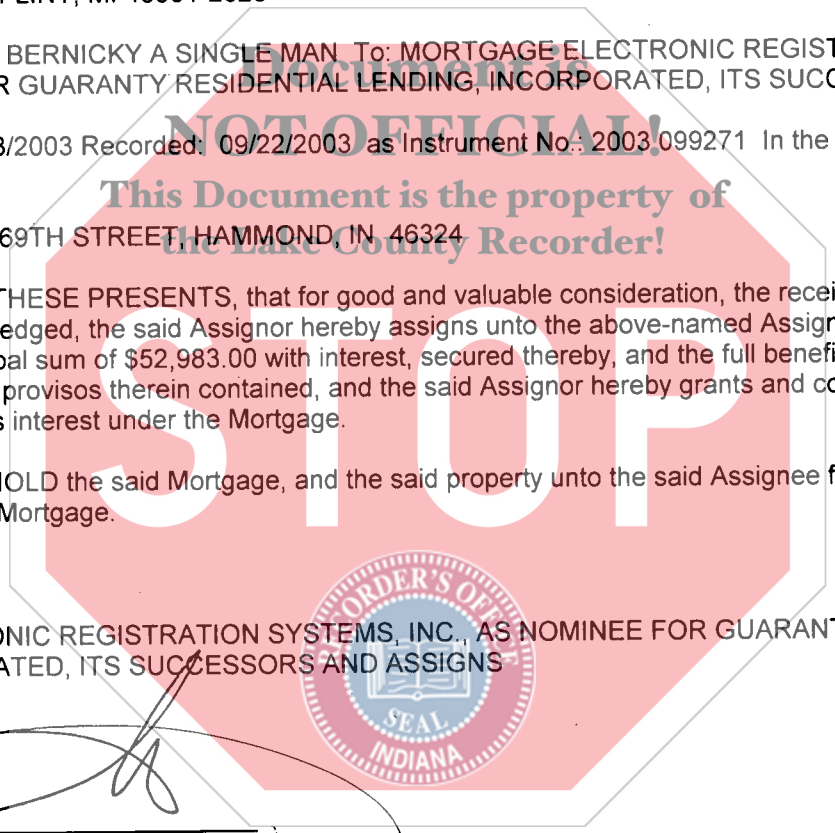 FLINT, MI
BERNICKY A SINGLE MAN To: MORTGAGE ELECTRONIC REGIST
R GUARANTY RESIDENTIAL LENDING, INCORPORATED, ITS SUCC
Document is
NOT OFFICIAL!
3/2003 Recorded: 09/22/2003 as Instrument No.: 2003 099271 In the
This Document is the property of
the Lake County Recorder!
69TH STREET, HAMMOND, IN 46324
THESE PRESENTS, that for good and valuable consideration, the recei
edged, the said Assignor hereby assigns unto the above-named Assign
pal sum of $52,983.00 with interest, secured thereby, and the full benefi
provisos therein contained, and the said Assignor hereby grants and co
s interest under the Mortgage.
STOP
HOLD the said Mortgage, and the said property unto the said Assignee f
Mortgage.
RECORDER'S OFFICE
SEAL
INDIANA
ONIC REGISTRATION SYSTEMS, INC., AS NOMINEE FOR GUARANT
ATED, ITS SUCCESSORS AND ASSIGNS